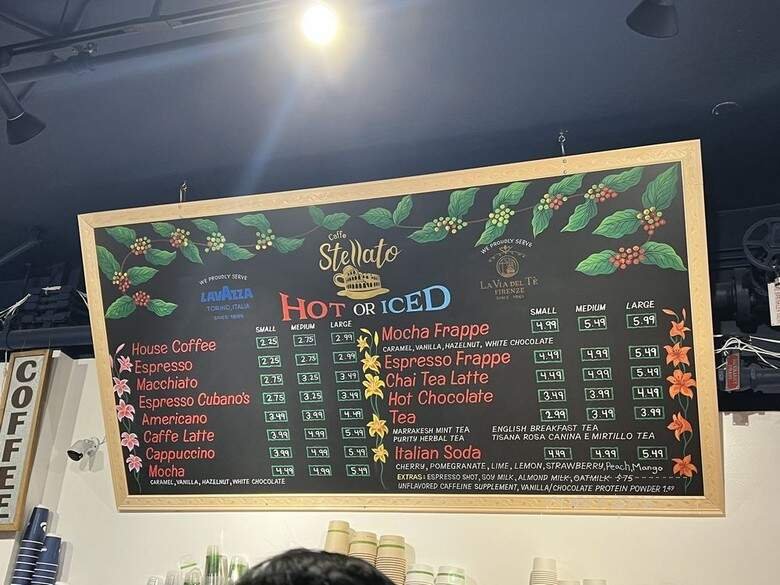 Caffe
Stellato
WE PROUDLY SERVE
LAVAZZA
TORINO, ITALIA
SINCE 1895
WE PROUDLY SERVE
LA VIA DEL TÈ
FIRENZE
SINCE 1961
HOT OR ICED
SMALL MEDIUM LARGE
House Coffee 2.25 2.75 2.99
Espresso 2.25 2.75 2.99
Macchiato 2.75 3.25 3.49
Espresso Cubano's 2.75 3.25 3.49
Americano 3.49 3.99 4.49
Caffe Latte 3.99 4.99 5.49
Cappuccino 3.99 4.99 5.49
Mocha 4.49 4.99 5.49
CARAMEL, VANILLA, HAZELNUT, WHITE CHOCOLATE
SMALL MEDIUM LARGE
Mocha Frappe 4.99 5.49 5.99
CARAMEL, VANILLA, HAZELNUT, WHITE CHOCOLATE
Espresso Frappe 4.49 4.99 5.49
Chai Tea Latte 4.49 4.99 5.49
Hot Chocolate 3.49 3.99 4.49
Tea 2.99 3.49 3.99
MARRAKESH MINT TEA ENGLISH BREAKFAST TEA
PURITY HERBAL TEA TISANA ROSA CANINA E MIRTILLO TEA
Italian Soda 4.49 4.99 5.49
CHERRY, POMEGRANATE, LIME, LEMON, STRAWBERRY, Peach, Mango
EXTRAS: ESPRESSO SHOT, SOY MILK, ALMOND MILK, OATMILK $.75
UNFLAVORED CAFFEINE SUPPLEMENT, VANILLA/CHOCOLATE PROTEIN POWDER 1.99
COFFEE